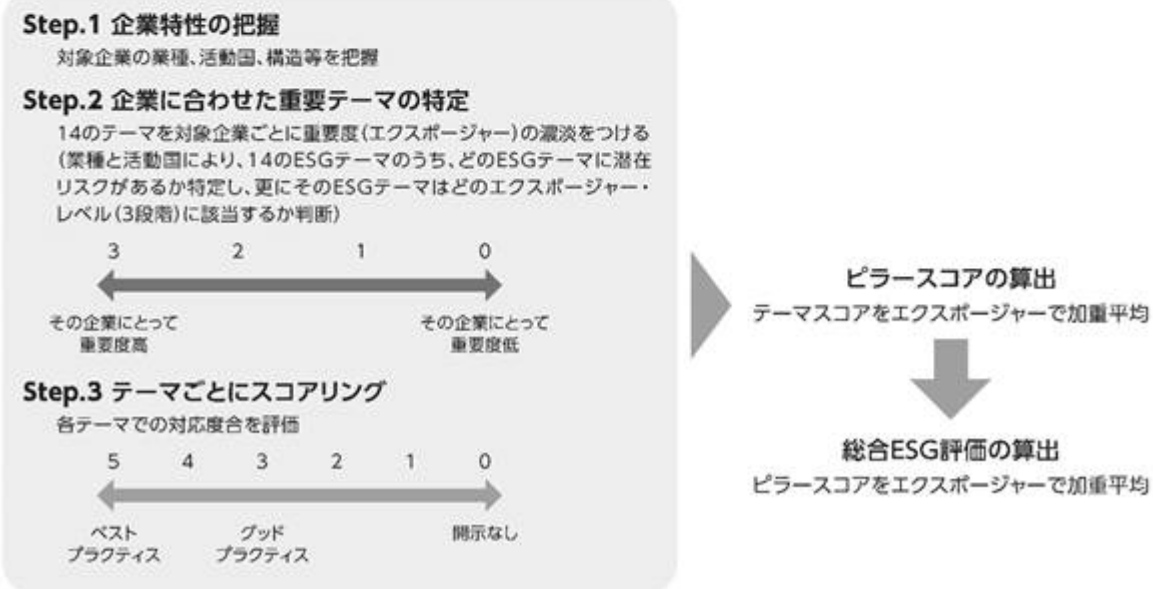 Step.1 企業特性の把握
対象企業の業種、活動国、構造等を把握
Step.2 企業に合わせた重要テーマの特定
14のテーマを対象企業ごとに重要度(エクスポージャー)の濃淡をつける
(業種と活動国により、14のESGテーマのうち、どのESGテーマに潜在
リスクがあるか特定し、更にそのESGテーマはどのエクスポージャー・
レベル(3段階)に該当するか判断)
3 2 1 0
その企業にとって
重要度高
その企業にとって
重要度低
Step.3 テーマごとにスコアリング
各テーマでの対応度合を評価
5 4 3 2 1 0
ベスト
プラクティス
グッド
プラクティス
開示なし
ピラースコアの算出
テーマスコアをエクスポージャーで加重平均
総合ESG評価の算出
ピラースコアをエクスポージャーで加重平均